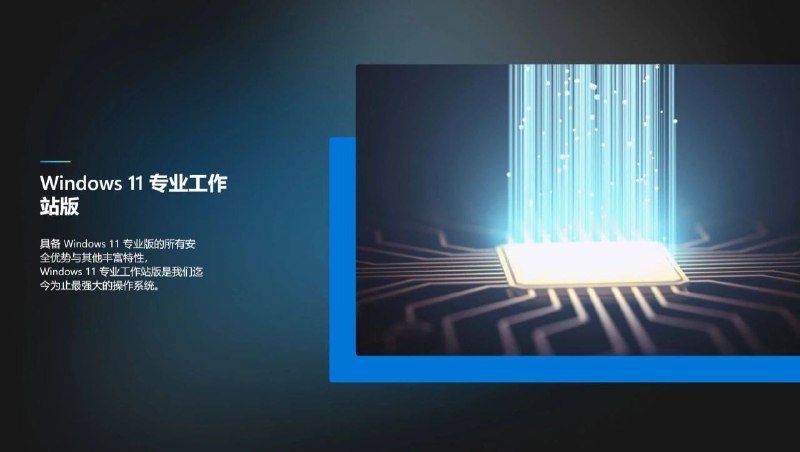 Windows 11 专业工作
站版
具备 Windows 11 专业版的所有安
全优势与其他丰富特性，
Windows 11 专业工作站版是我们迄
今为止最强大的操作系统。